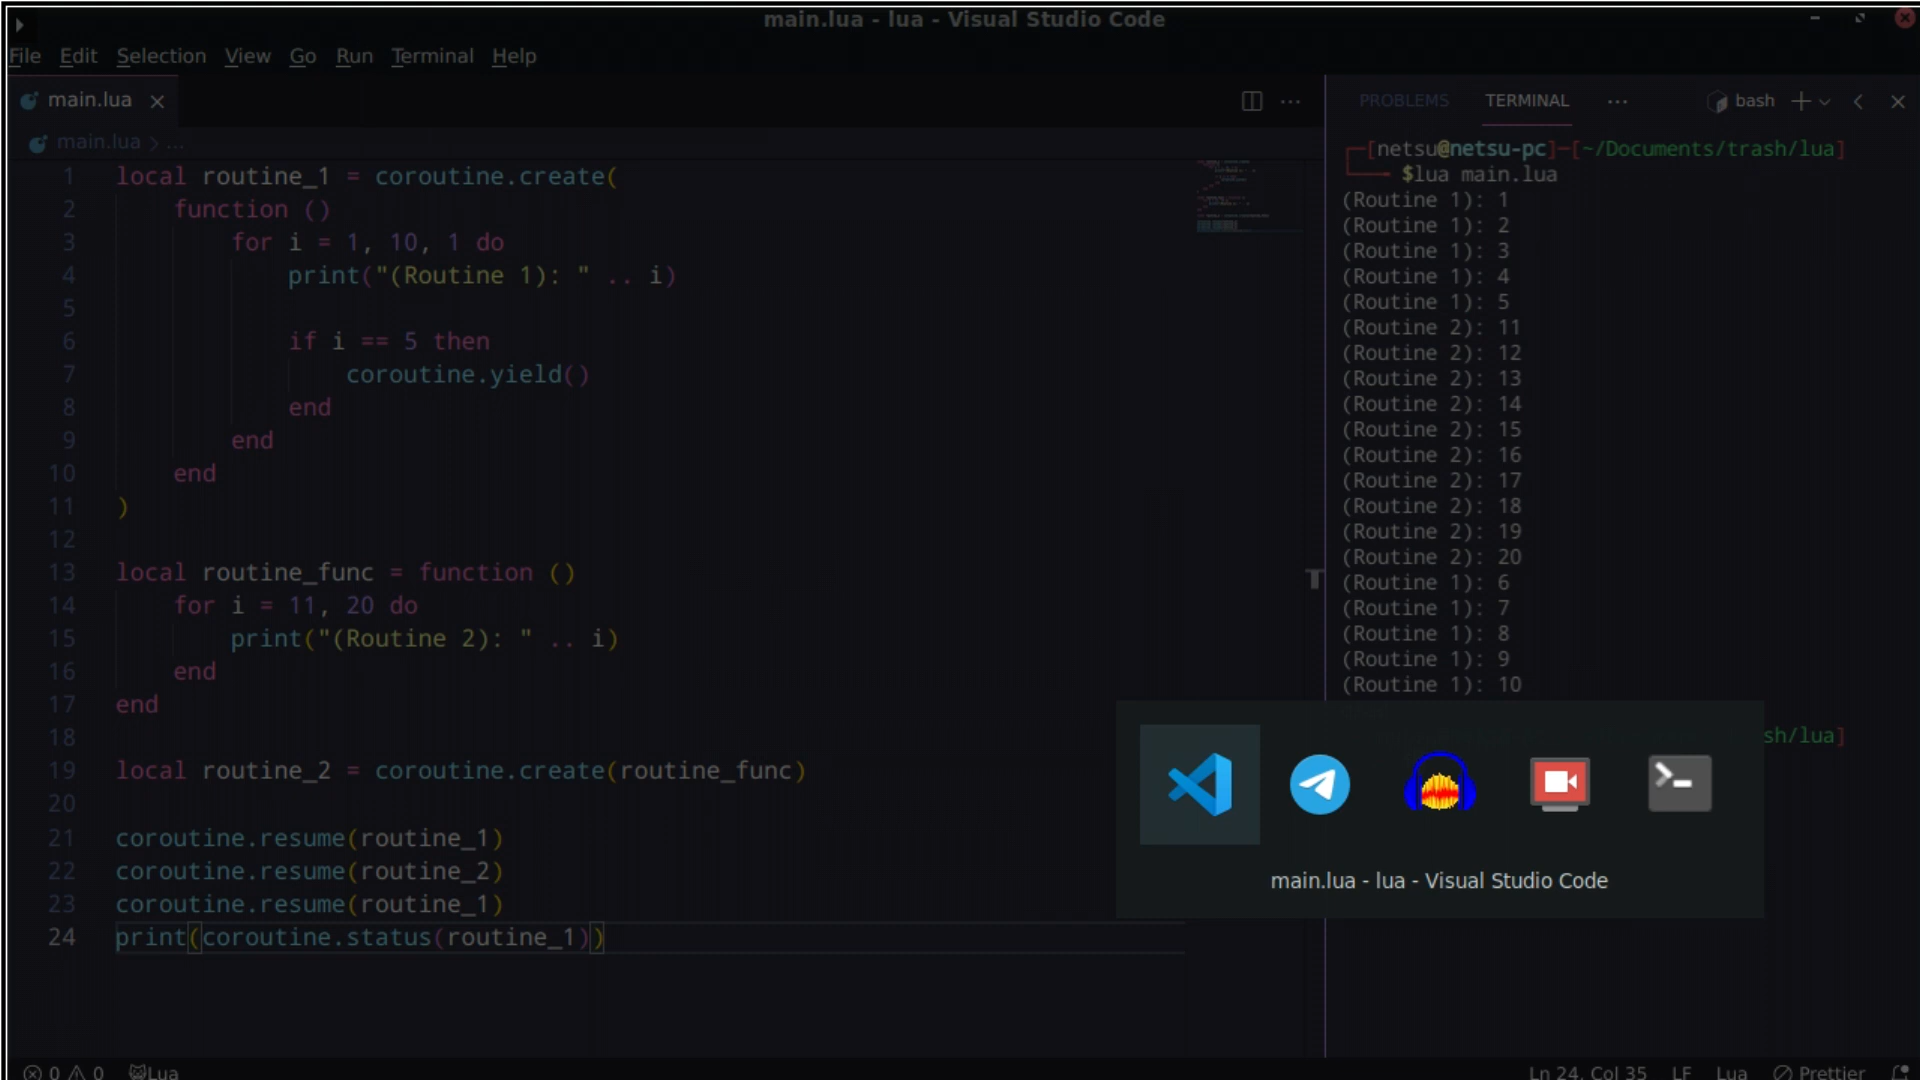 main.lua - lua - Visual Studio Code
File Edit Selection View Go Run Terminal Help
main.lua
main.lua > ...
1 local routine_1 = coroutine.create(
2 function ()
3 for i = 1, 10, 1 do
4 print("(Routine 1): " .. i)
5
6 if i == 5 then
7 coroutine.yield()
8 end
9 end
10 end
11 )
12
13 local routine_func = function ()
14 for i = 11, 20 do
15 print("(Routine 2): " .. i)
16 end
17 end
18
19 local routine_2 = coroutine.create(routine_func)
20
21 coroutine.resume(routine_1)
22 coroutine.resume(routine_2)
23 coroutine.resume(routine_1)
24 print(coroutine.status(routine_1))
PROBLEMS TERMINAL ... bash
[netsu@netsu-pc]-[~/Documents/trash/lua]
$lua main.lua
(Routine 1): 1
(Routine 1): 2
(Routine 1): 3
(Routine 1): 4
(Routine 1): 5
(Routine 2): 11
(Routine 2): 12
(Routine 2): 13
(Routine 2): 14
(Routine 2): 15
(Routine 2): 16
(Routine 2): 17
(Routine 2): 18
(Routine 2): 19
(Routine 2): 20
(Routine 1): 6
(Routine 1): 7
(Routine 1): 8
(Routine 1): 9
(Routine 1): 10
sh/lua]
main.lua - lua - Visual Studio Code
0 0 Lua
Ln 24, Col 35 LF Lua Prettier